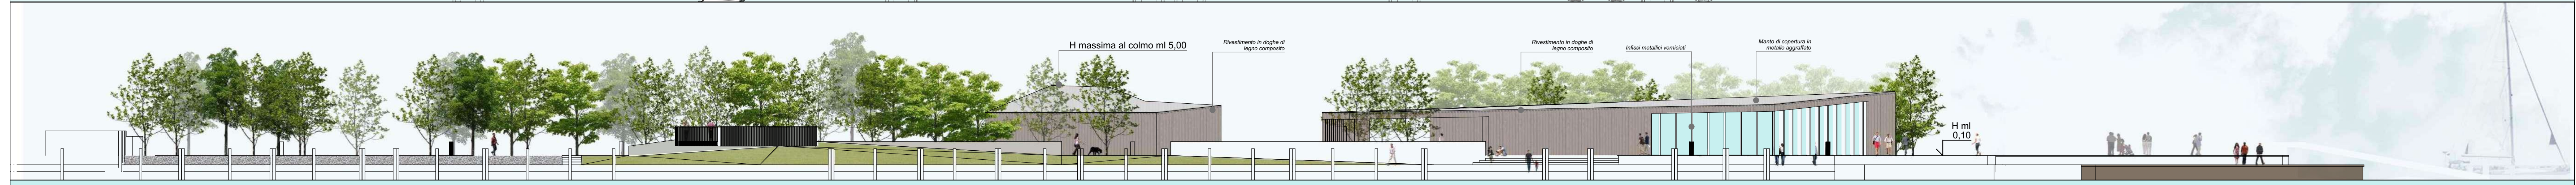 H massima al colmo ml 5,00
Rivestimento in doghe di
legno composito
Rivestimento in doghe di
legno composito
Infissi metallici verniciati
Manto di copertura in
metallo aggraffato
H ml
0,10